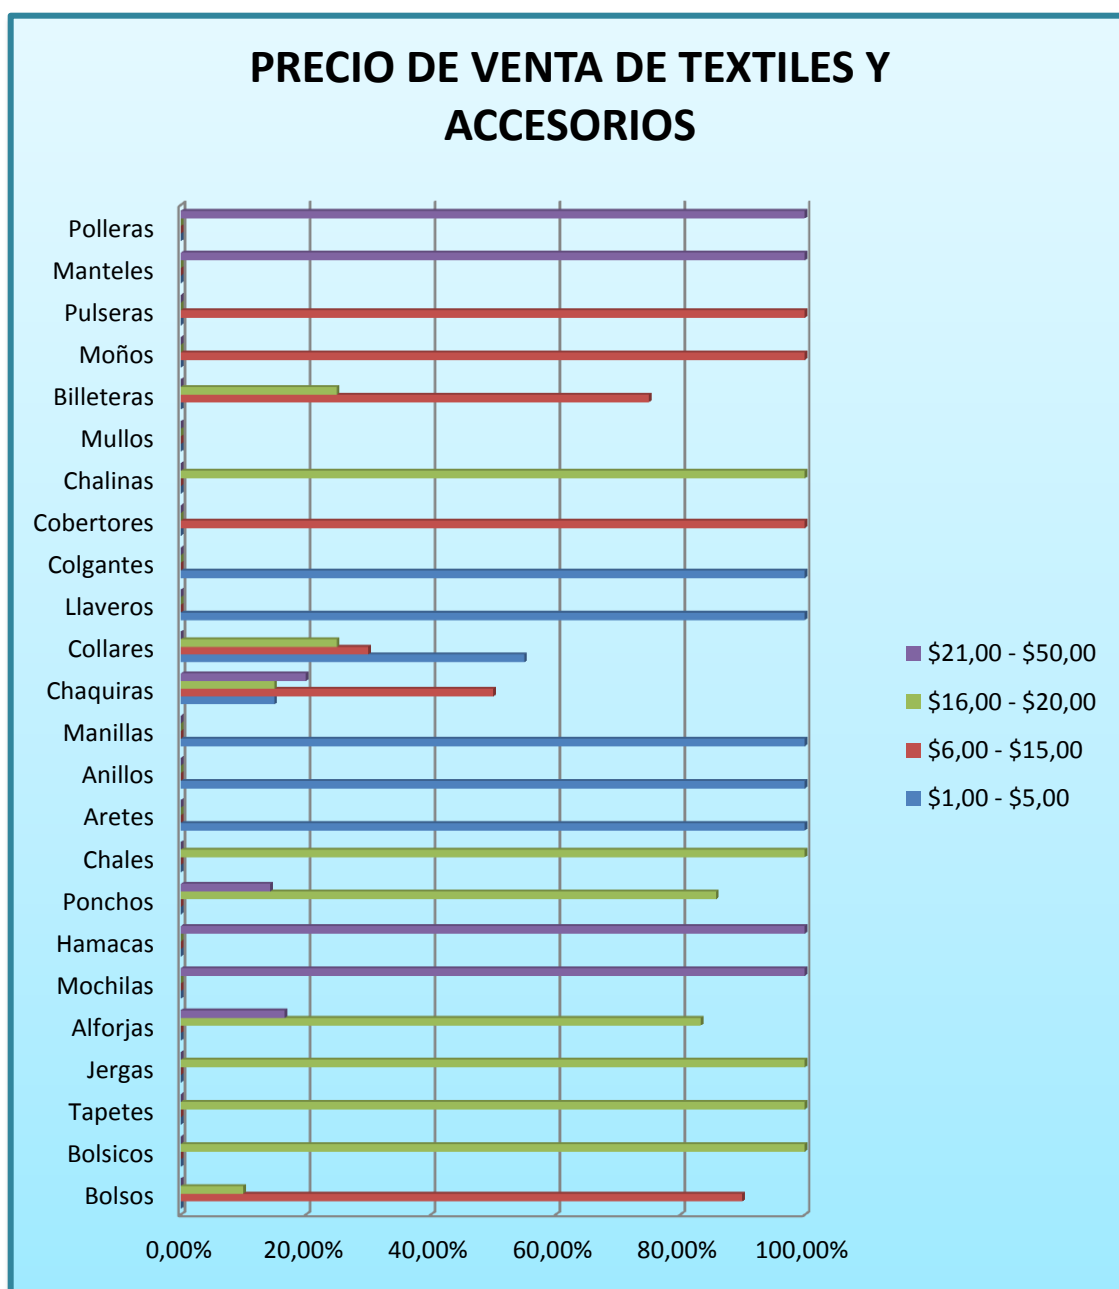 PRECIO DE VENTA DE TEXTILES Y
ACCESORIOS
Polleras
Manteles
Pulseras
Moños
Billeteras
Mullos
Chalinas
Cobertores
Colgantes
Llaveros
Collares
Chaquiras
Manillas
Anillos
Aretes
Chales
Ponchos
Hamacas
Mochilas
Alforjas
Jergas
Tapetes
Bolsicos
Bolsos
0,00% 20,00% 40,00% 60,00% 80,00% 100,00%
$21,00 - $50,00
$16,00 - $20,00
$6,00 - $15,00
$1,00 - $5,00